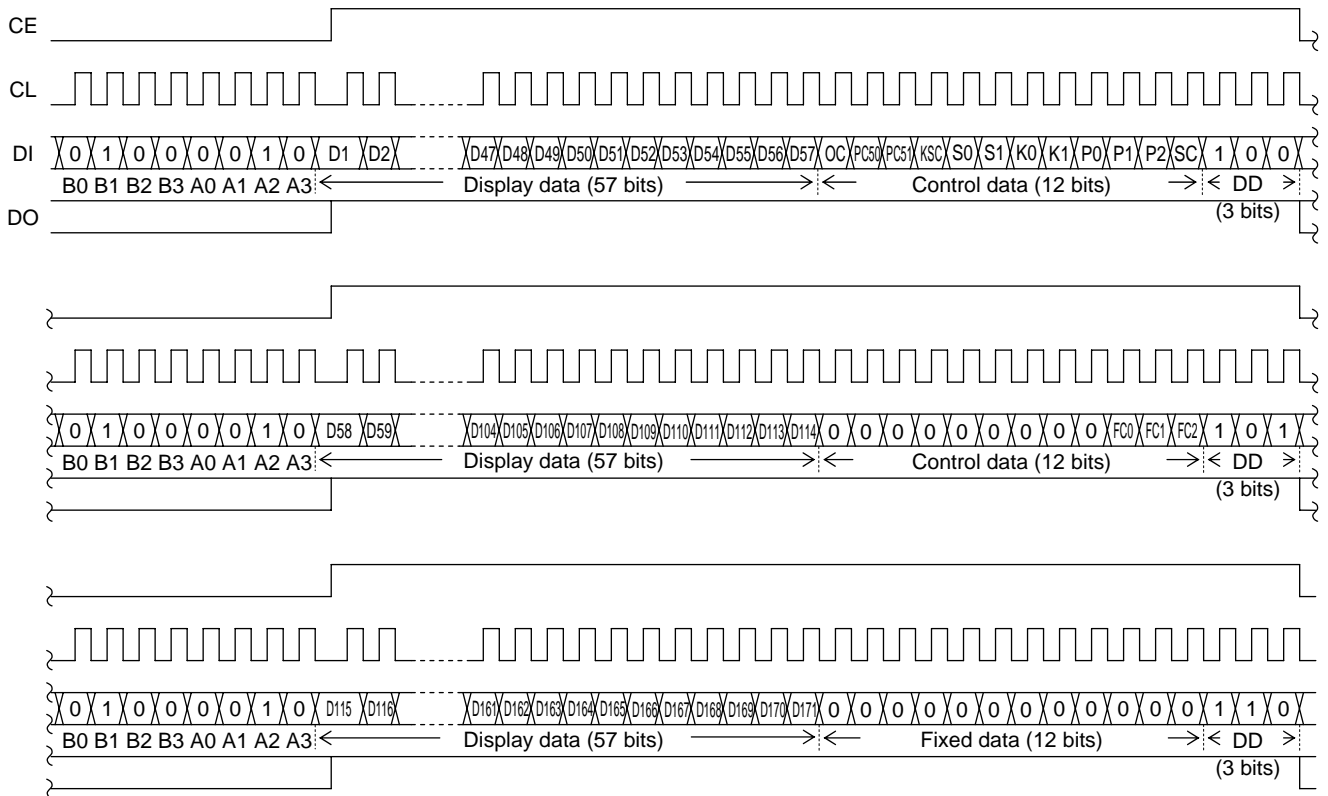 CE
CL
DI 0 1 0 0 0 0 1 0 D1 D2 D47 D48 D49 D50 D51 D52 D53 D54 D55 D56 D57 OC PC50 PC51 KSC S0 S1 K0 K1 P0 P1 P2 SC 1 0 0
B0 B1 B2 B3 A0 A1 A2 A3 Display data (57 bits) Control data (12 bits) DD
DO (3 bits)
0 1 0 0 0 0 1 0 D58 D59 D104 D105 D106 D107 D108 D109 D110 D111 D112 D113 D114 0 0 0 0 0 0 0 0 0 FC0 FC1 FC2 1 0 1
B0 B1 B2 B3 A0 A1 A2 A3 Display data (57 bits) Control data (12 bits) DD
(3 bits)
0 1 0 0 0 0 1 0 D115 D116 D161 D162 D163 D164 D165 D166 D167 D168 D169 D170 D171 0 0 0 0 0 0 0 0 0 0 0 0 1 1 0
B0 B1 B2 B3 A0 A1 A2 A3 Display data (57 bits) Fixed data (12 bits) DD
(3 bits)